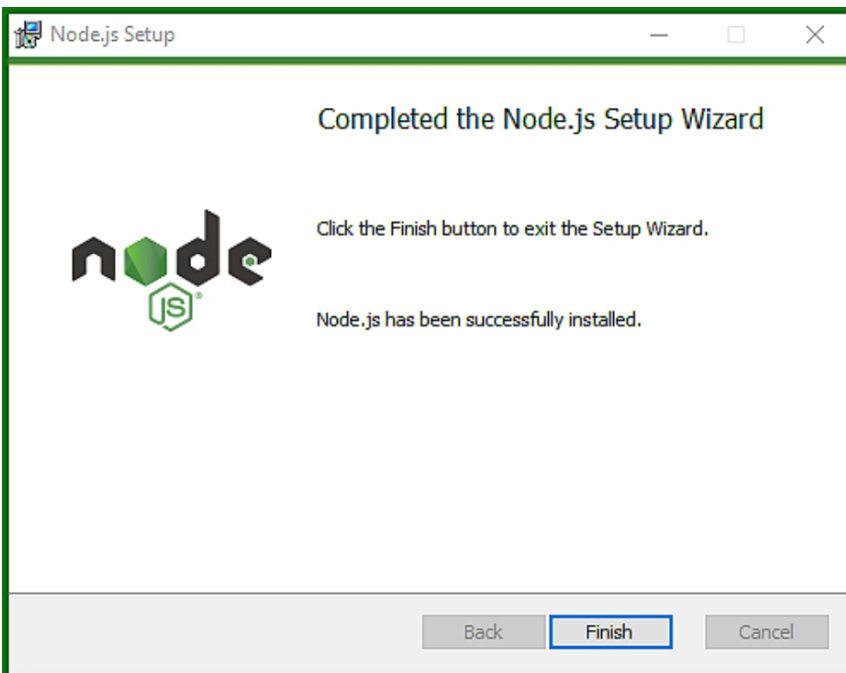 Node.js Setup
Completed the Node.js Setup Wizard
Click the Finish button to exit the Setup Wizard.
node
JS®
Node.js has been successfully installed.
Back
Finish
Cancel